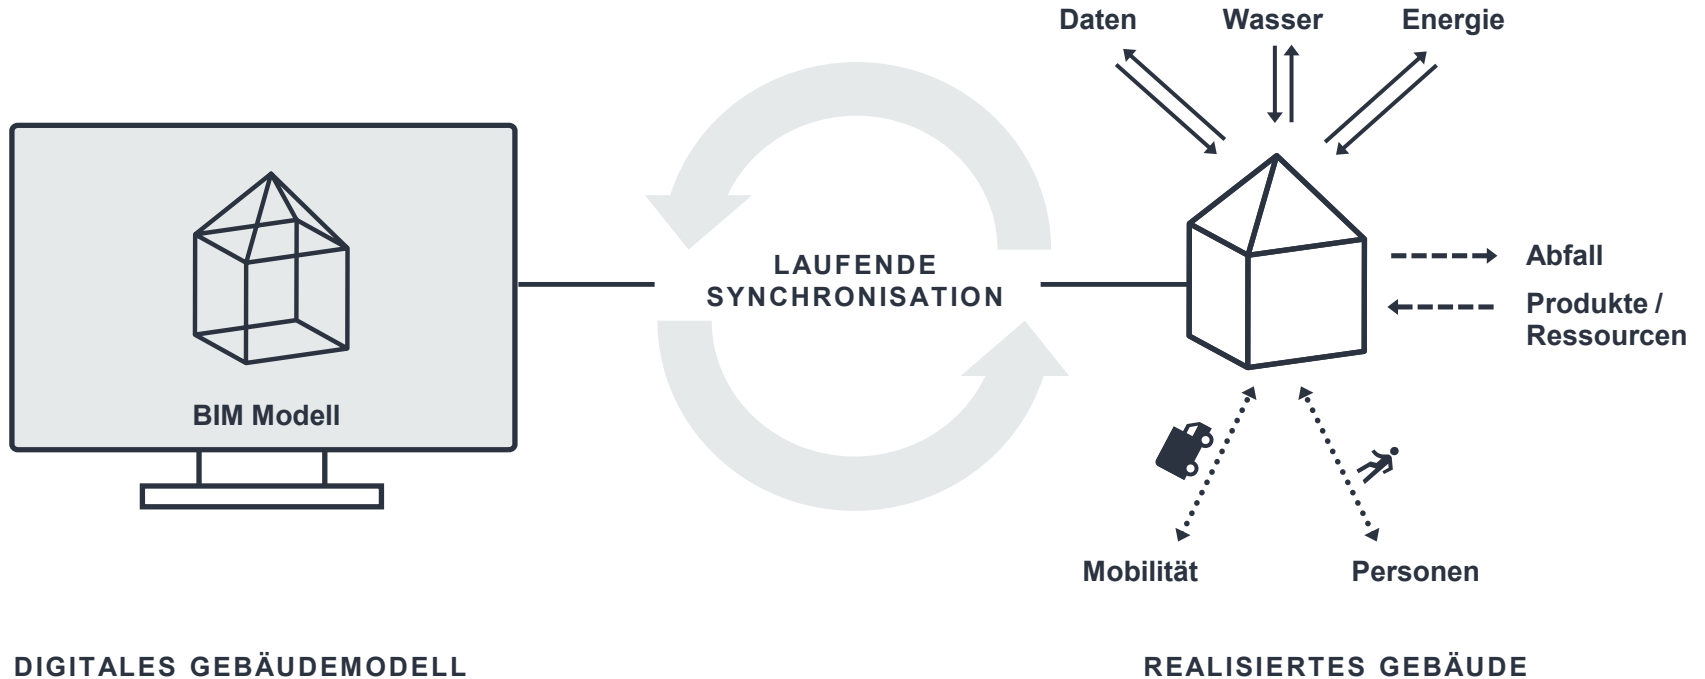 Daten
Wasser
Energie
LAUFENDE
SYNCHRONISATION
Abfall
Produkte /
Ressourcen
BIM Modell
Mobilität
Personen
DIGITALES GEBÄUDEMODELL
REALISIERTES GEBÄUDE